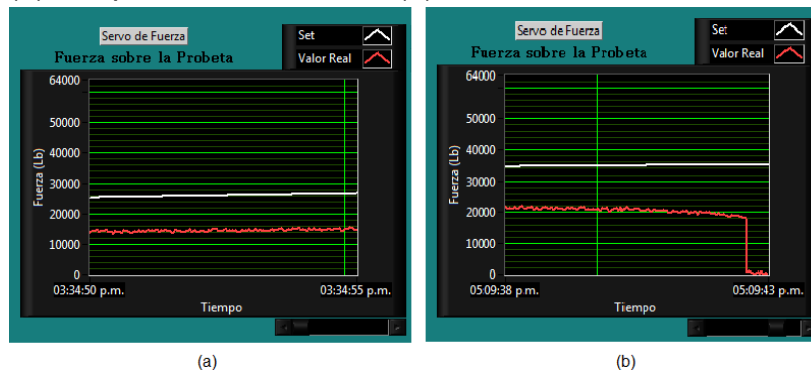 Servo de Fuerza
Fuerza sobre la Probeta
Set
Valor Real
64000
50000
40000
30000
20000
10000
0
Fuerza (Lb)
03:34:50 p.m.
03:34:55 p.m.
Tiempo
(a)
Servo de Fuerza
Fuerza sobre la Probeta
Set
Valor Real
64000
50000
40000
30000
20000
10000
0
Fuerza (Lb)
05:09:38 p.m.
05:09:43 p.m.
Tiempo
(b)